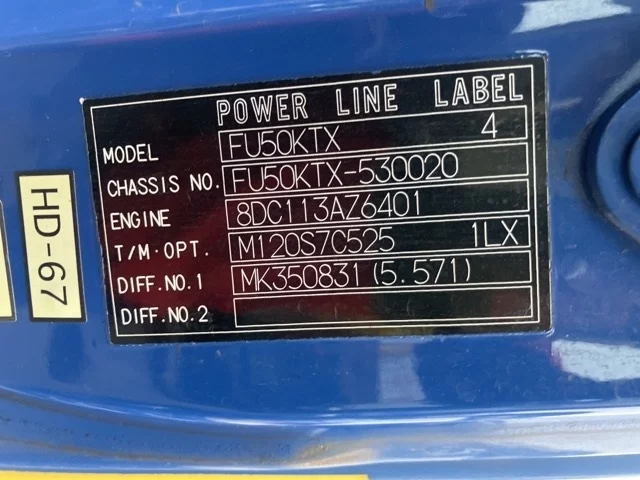 POWER LINE LABEL
MODEL FU50KTX 4
CHASSIS NO. FU50KTX-530020
ENGINE 8DC113AZ6401
T/M·OPT. M120S7C525 1LX
DIFF.NO.1 MK350831(5.571)
DIFF.NO.2
HD-67